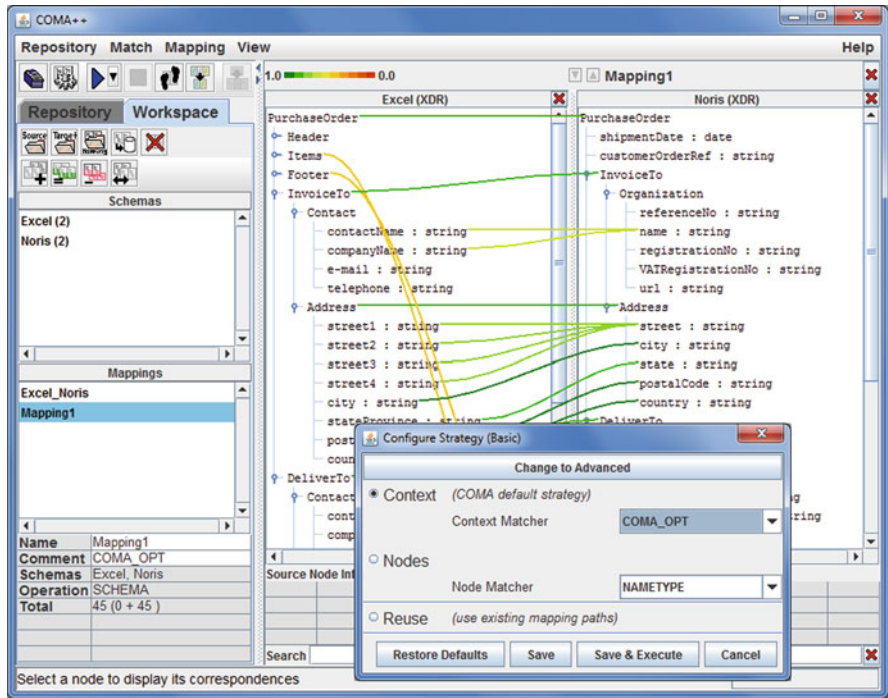 COMA++
Repository Match Mapping View Help
1.0 0.0 Mapping1
Repository Workspace
Source Target
Excel (XDR) Noris (XDR)
Schemas
Excel (2)
Noris (2)
Mappings
Excel_Noris
Mapping1
Name Mapping1
Comment COMA_OPT
Schemas Excel, Noris
Operation SCHEMA
Total 45 (0 + 45 )
PurchaseOrder
Header
Items
Footer
InvoiceTo
Contact
contactName : string
companyName : string
e-mail : string
telephone : string
Address
street1 : string
street2 : string
street3 : string
street4 : string
city : string
stateProvince : string
post
coun
DeliverTo
Contact
cont
comp
PurchaseOrder
shipmentDate : date
customerOrderRef : string
InvoiceTo
Organization
referenceNo : string
name : string
registrationNo : string
VATRegistrationNo : string
url : string
Address
street : string
city : string
state : string
postalCode : string
country : string
DeliverTo
g
ring
Source Node Inf
Search
Configure Strategy (Basic)
Change to Advanced
Context (COMA default strategy)
Context Matcher COMA_OPT
Nodes
Node Matcher NAMETYPE
Reuse (use existing mapping paths)
Restore Defaults Save Save & Execute Cancel
Select a node to display its correspondences